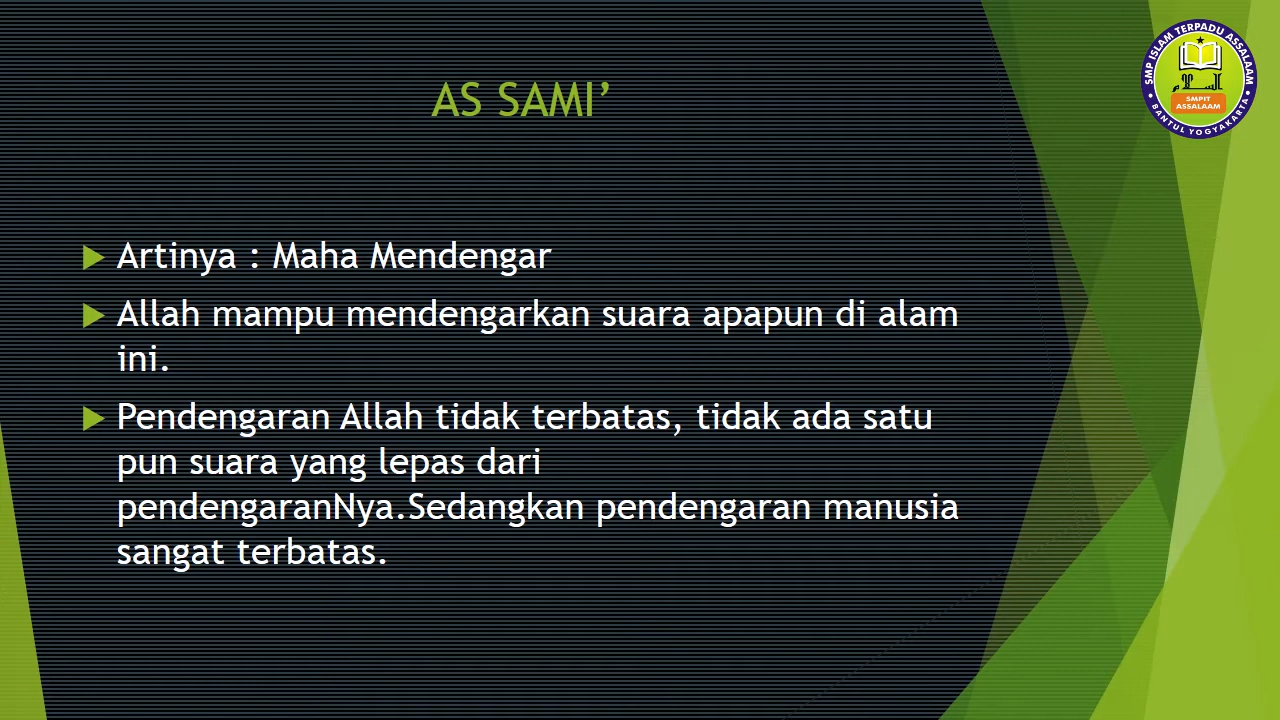 AS SAMI’
Artinya : Maha Mendengar
Allah mampu mendengarkan suara apapun di alam
ini.
Pendengaran Allah tidak terbatas, tidak ada satu
pun suara yang lepas dari
pendengaranNya.Sedangkan pendengaran manusia
sangat terbatas.
SMP ISLAM TERPADU ASSALAAM
SMPIT
ASSALAAM
BANTUL YOGYAKARTA